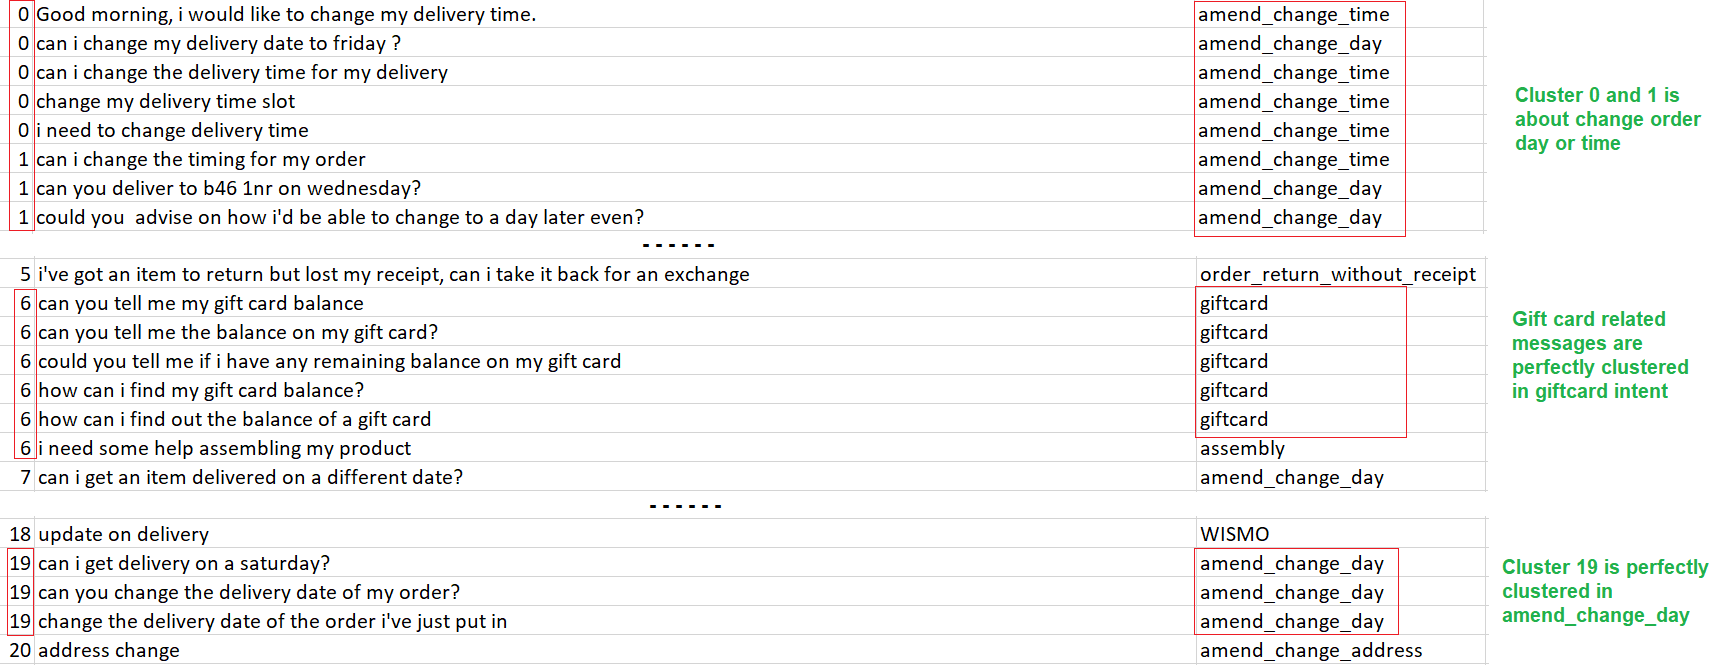 0 Good morning, i would like to change my delivery time. amend_change_time
0 can i change my delivery date to friday ? amend_change_day
0 can i change the delivery time for my delivery amend_change_time
0 change my delivery time slot amend_change_time
0 i need to change delivery time amend_change_time
1 can i change the timing for my order amend_change_time
1 can you deliver to b46 1nr on wednesday? amend_change_day
1 could you  advise on how i'd be able to change to a day later even? amend_change_day
Cluster 0 and 1 is
about change order
day or time
------
5 i've got an item to return but lost my receipt, can i take it back for an exchange order_return_without_receipt
6 can you tell me my gift card balance giftcard
6 can you tell me the balance on my gift card? giftcard
6 could you tell me if i have any remaining balance on my gift card giftcard
6 how can i find my gift card balance? giftcard
6 how can i find out the balance of a gift card giftcard
6 i need some help assembling my product assembly
7 can i get an item delivered on a different date? amend_change_day
Gift card related
messages are
perfectly clustered
in giftcard intent
------
18 update on delivery WISMO
19 can i get delivery on a saturday? amend_change_day
19 can you change the delivery date of my order? amend_change_day
19 change the delivery date of the order i've just put in amend_change_day
20 address change amend_change_address
Cluster 19 is perfectly
clustered in
amend_change_day